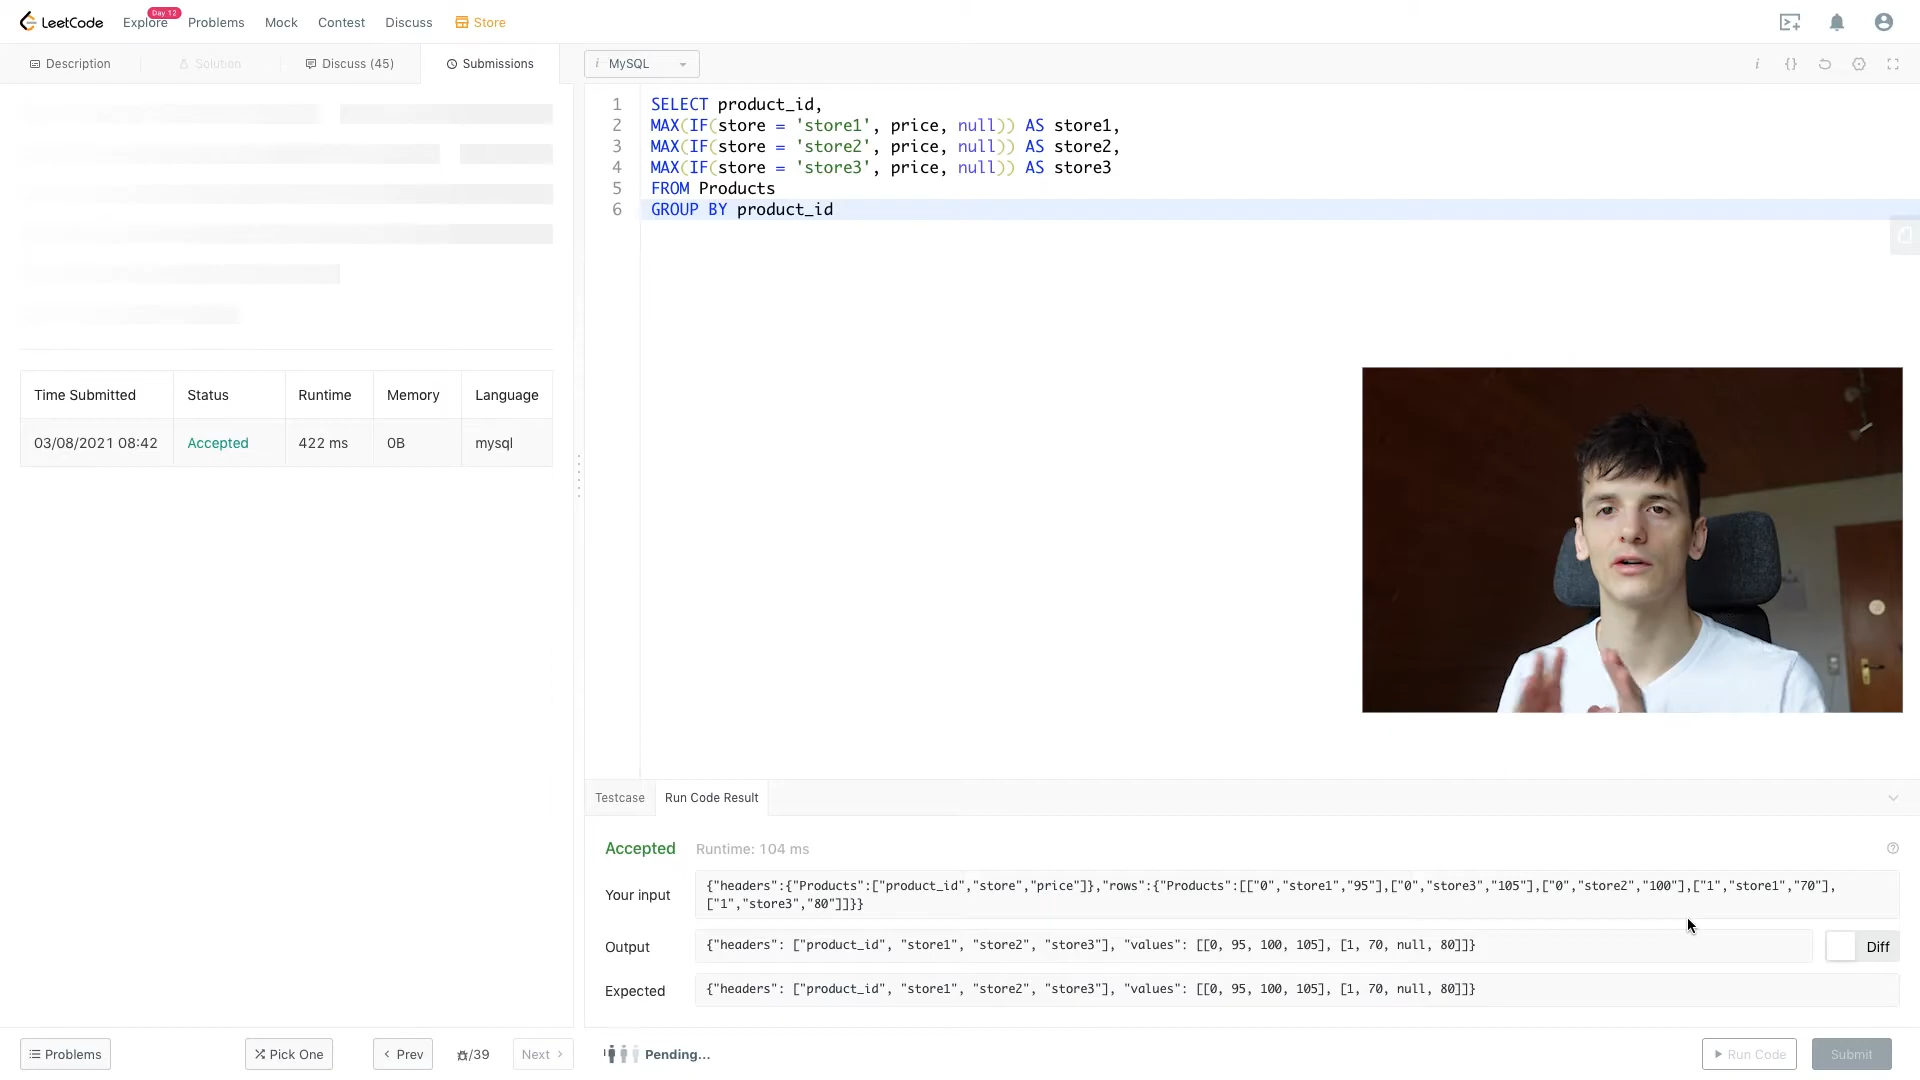 LeetCode
Explore
Day 12
Problems
Mock
Contest
Discuss
Store
Description
Solution
Discuss (45)
Submissions
i MySQL
1 SELECT product_id,
2 MAX(IF(store = 'store1', price, null)) AS store1,
3 MAX(IF(store = 'store2', price, null)) AS store2,
4 MAX(IF(store = 'store3', price, null)) AS store3
5 FROM Products
6 GROUP BY product_id
Time Submitted Status Runtime Memory Language
03/08/2021 08:42 Accepted 422 ms 0B mysql
Testcase
Run Code Result
Accepted Runtime: 104 ms
Your input
{"headers":{"Products":["product_id","store","price"]},"rows":{"Products":[["0","store1","95"],["0","store3","105"],["0","store2","100"],["1","store1","70"],
["1","store3","80"]]}}
Output
{"headers": ["product_id", "store1", "store2", "store3"], "values": [[0, 95, 100, 105], [1, 70, null, 80]]}
Diff
Expected
{"headers": ["product_id", "store1", "store2", "store3"], "values": [[0, 95, 100, 105], [1, 70, null, 80]]}
Problems
Pick One
Prev
/39
Next
Pending...
Run Code
Submit